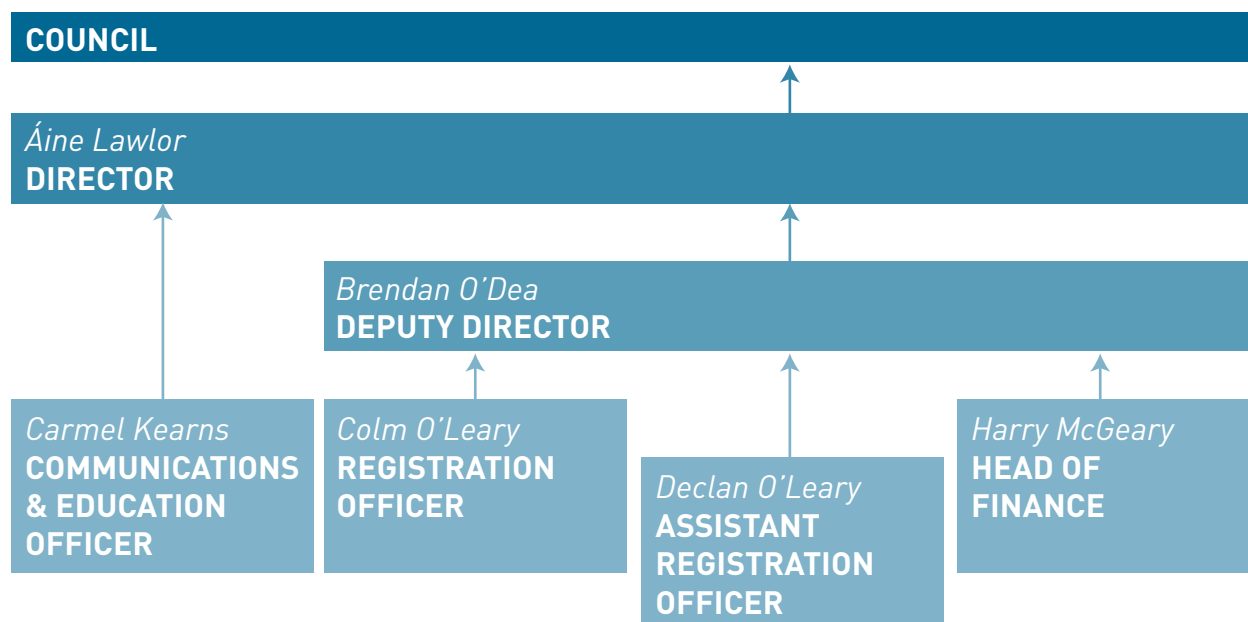 COUNCIL
Áine Lawlor
DIRECTOR
Brendan O’Dea
DEPUTY DIRECTOR
Carmel Kearns
COMMUNICATIONS
& EDUCATION
OFFICER
Colm O’Leary
REGISTRATION
OFFICER
Declan O’Leary
ASSISTANT
REGISTRATION
OFFICER
Harry McGeary
HEAD OF
FINANCE